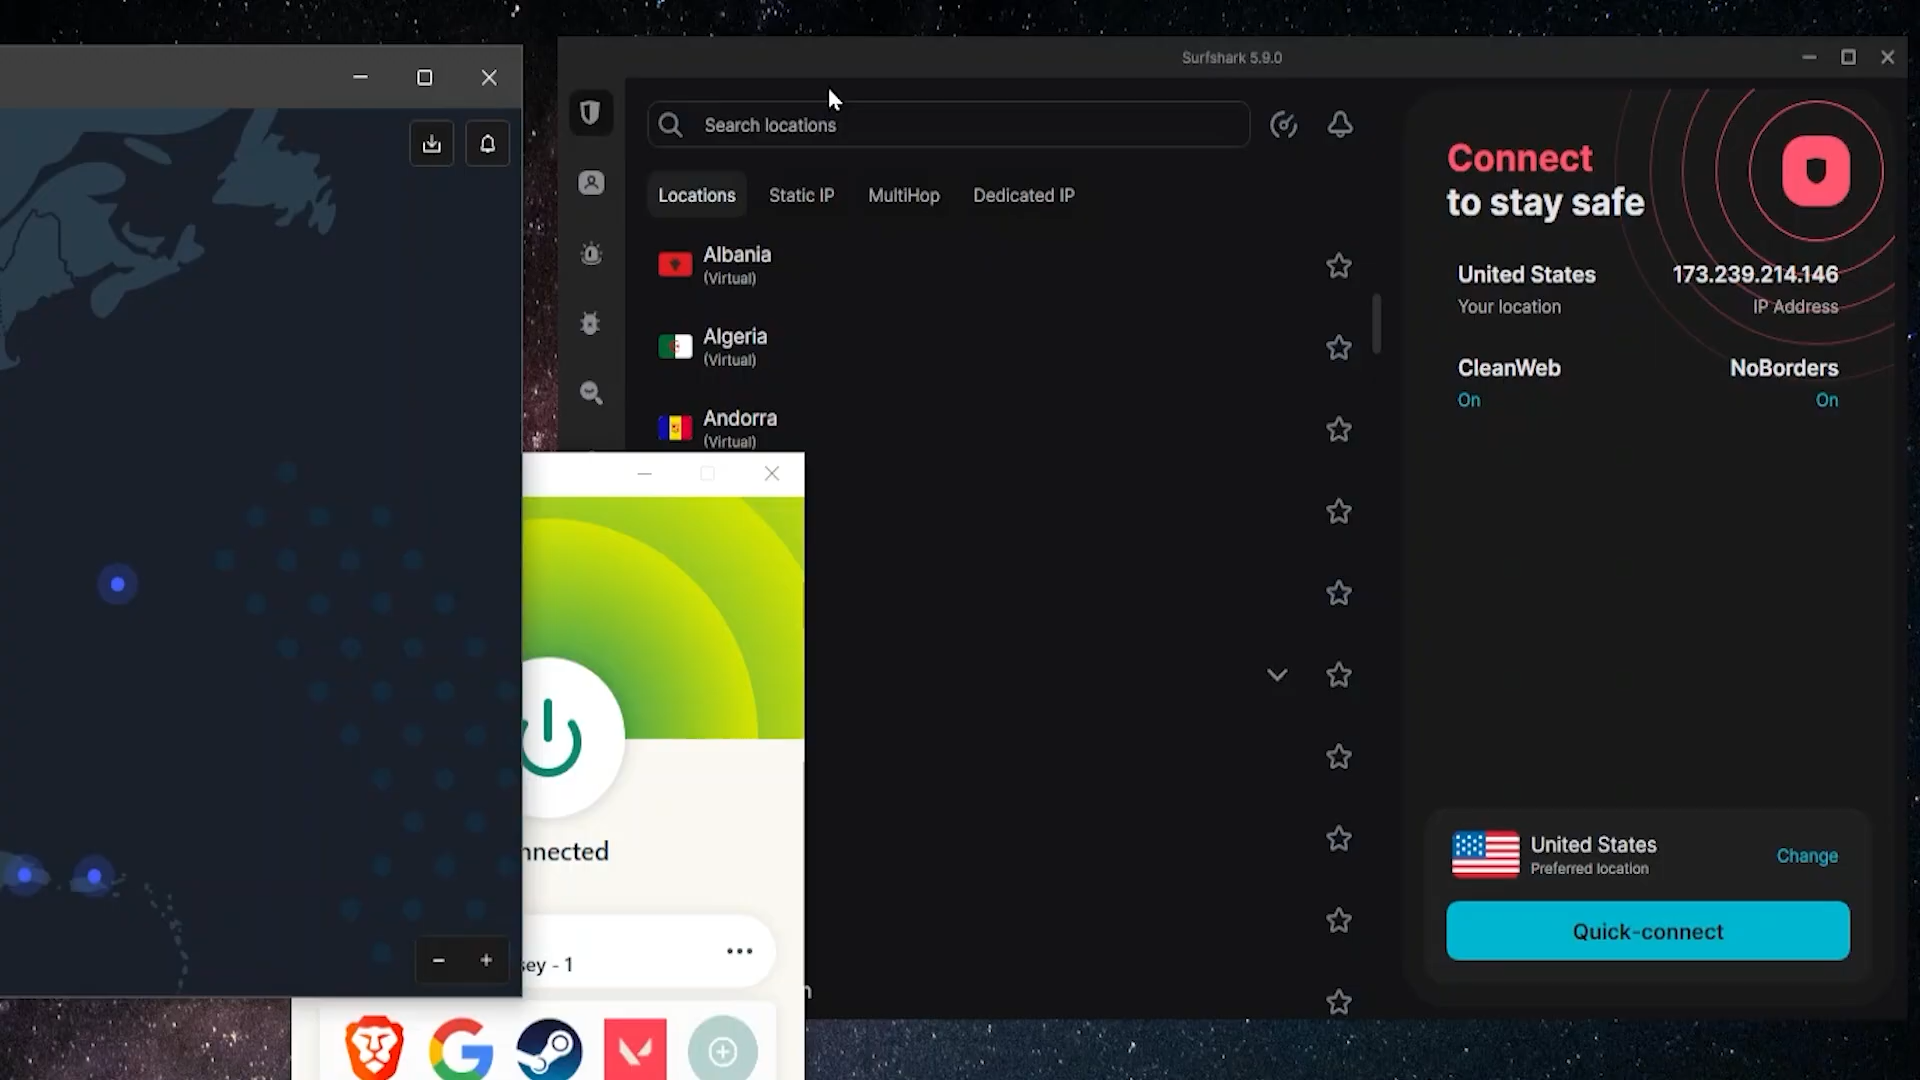 Surfshark 5.9.0
Search locations
Locations
Static IP
MultiHop
Dedicated IP
Albania
(Virtual)
Algeria
(Virtual)
Andorra
(Virtual)
Connect
to stay safe
United States
173.239.214.146
Your location
IP Address
CleanWeb
NoBorders
On
On
United States
Preferred location
Change
Quick-connect
nnected
sey - 1